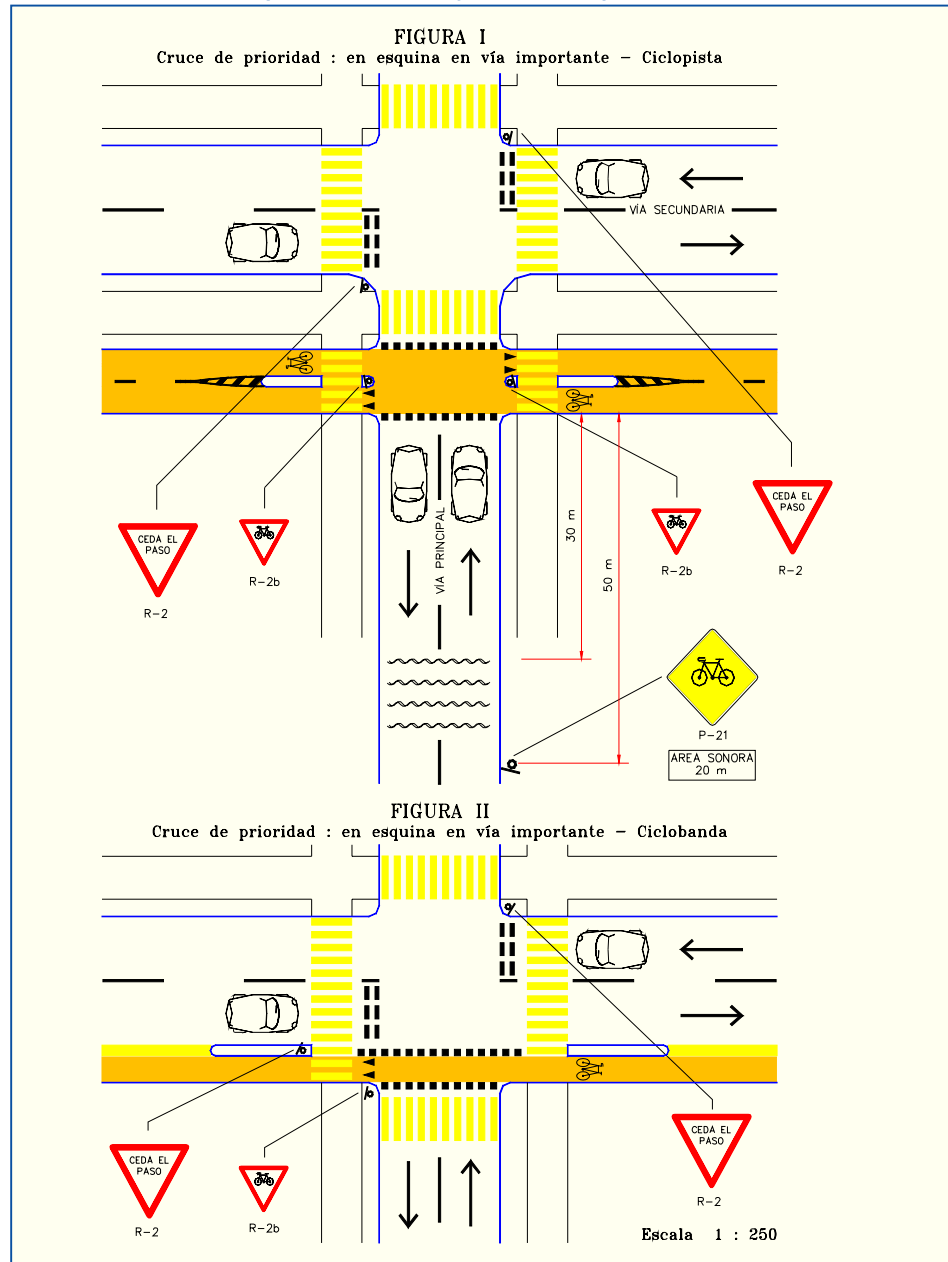 FIGURA I
Cruce de prioridad : en esquina en vía importante – Ciclopista
VÍA SECUNDARIA
VÍA PRINCIPAL
30 m
50 m
CEDA EL
PASO
R–2
R–2b
R–2b
CEDA EL
PASO
R–2
P–21
AREA SONORA
20 m
FIGURA II
Cruce de prioridad : en esquina en vía importante – Ciclobanda
CEDA EL
PASO
R–2
R–2b
CEDA EL
PASO
R–2
Escala 1 : 250